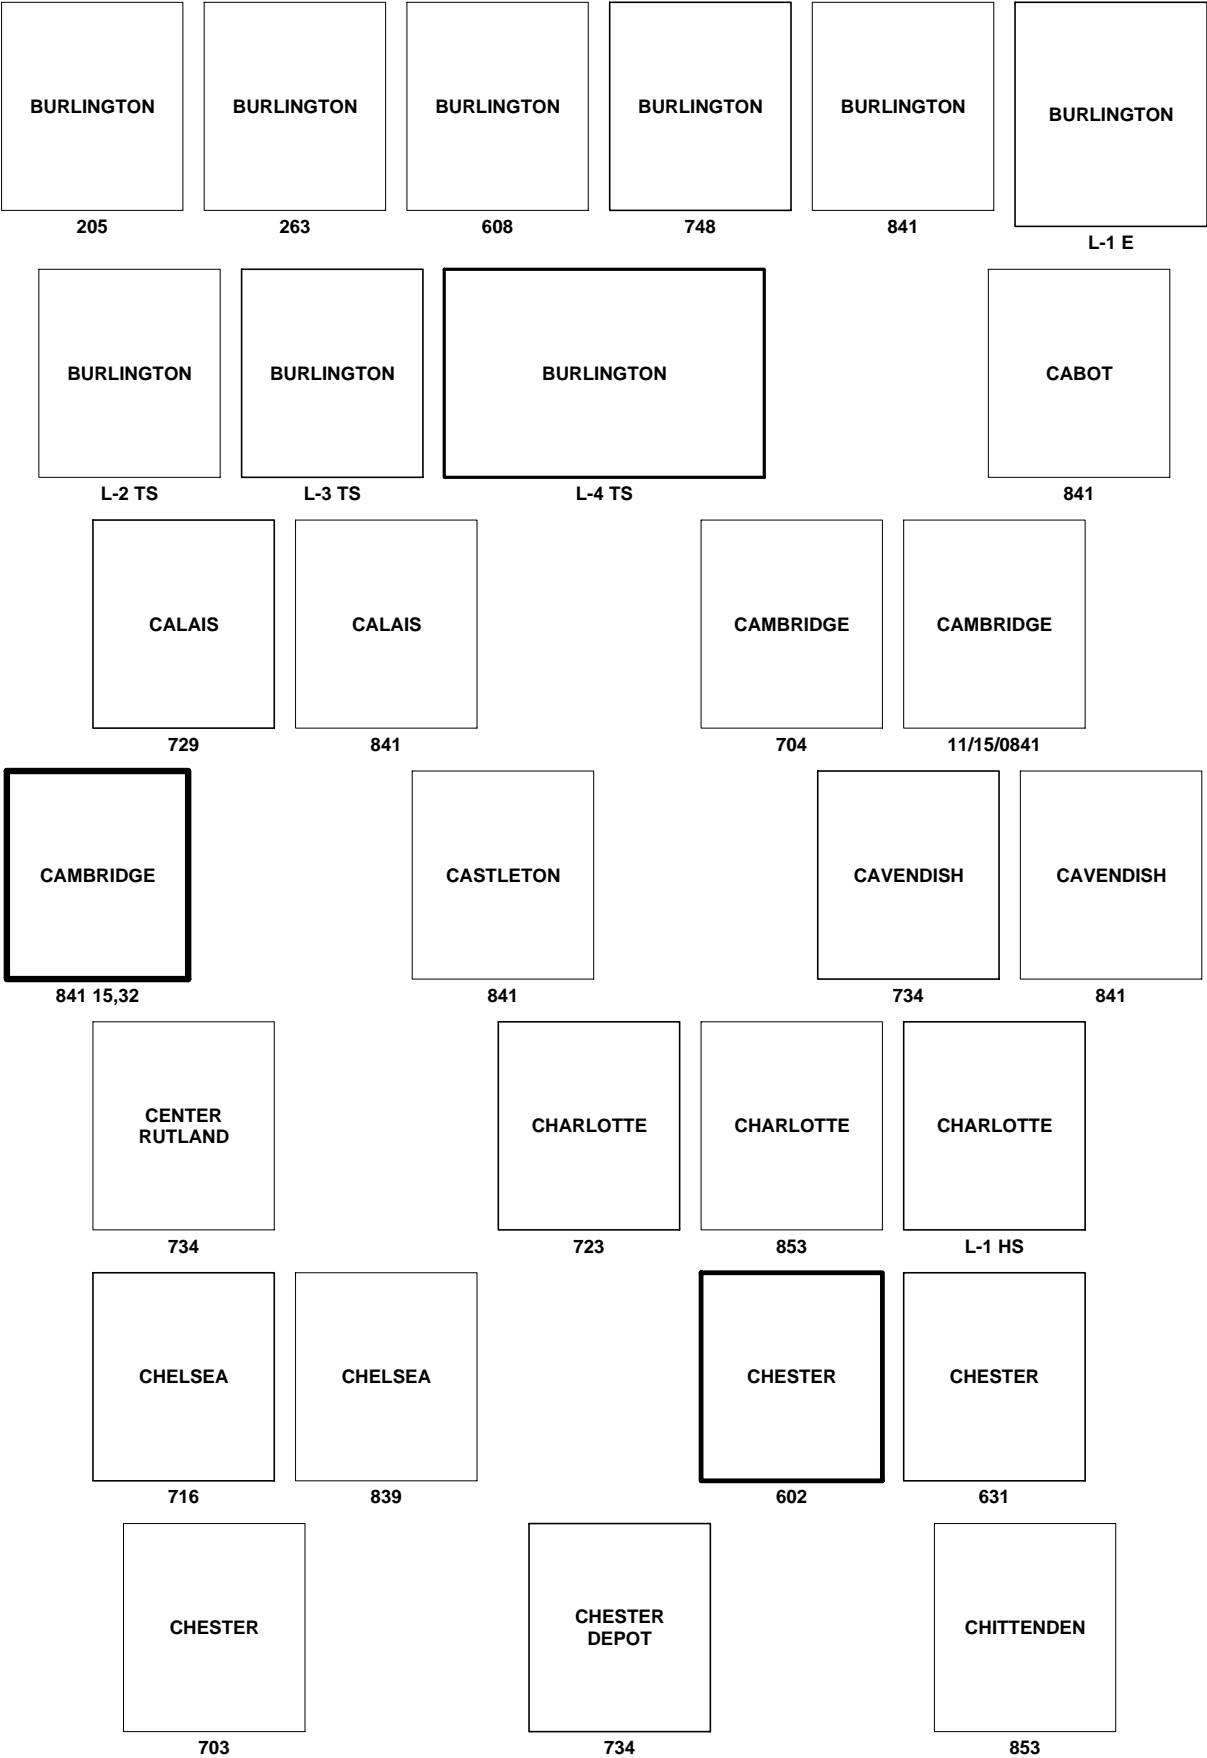 BURLINGTON
205
BURLINGTON
263
BURLINGTON
608
BURLINGTON
748
BURLINGTON
841
BURLINGTON
L-1 E
BURLINGTON
L-2 TS
BURLINGTON
L-3 TS
BURLINGTON
L-4 TS
CABOT
841
CALAIS
729
CALAIS
841
CAMBRIDGE
704
CAMBRIDGE
11/15/0841
CAMBRIDGE
841 15,32
CASTLETON
841
CAVENDISH
734
CAVENDISH
841
CENTER
RUTLAND
734
CHARLOTTE
723
CHARLOTTE
853
CHARLOTTE
L-1 HS
CHELSEA
716
CHELSEA
839
CHESTER
602
CHESTER
631
CHESTER
703
CHESTER
DEPOT
734
CHITTENDEN
853